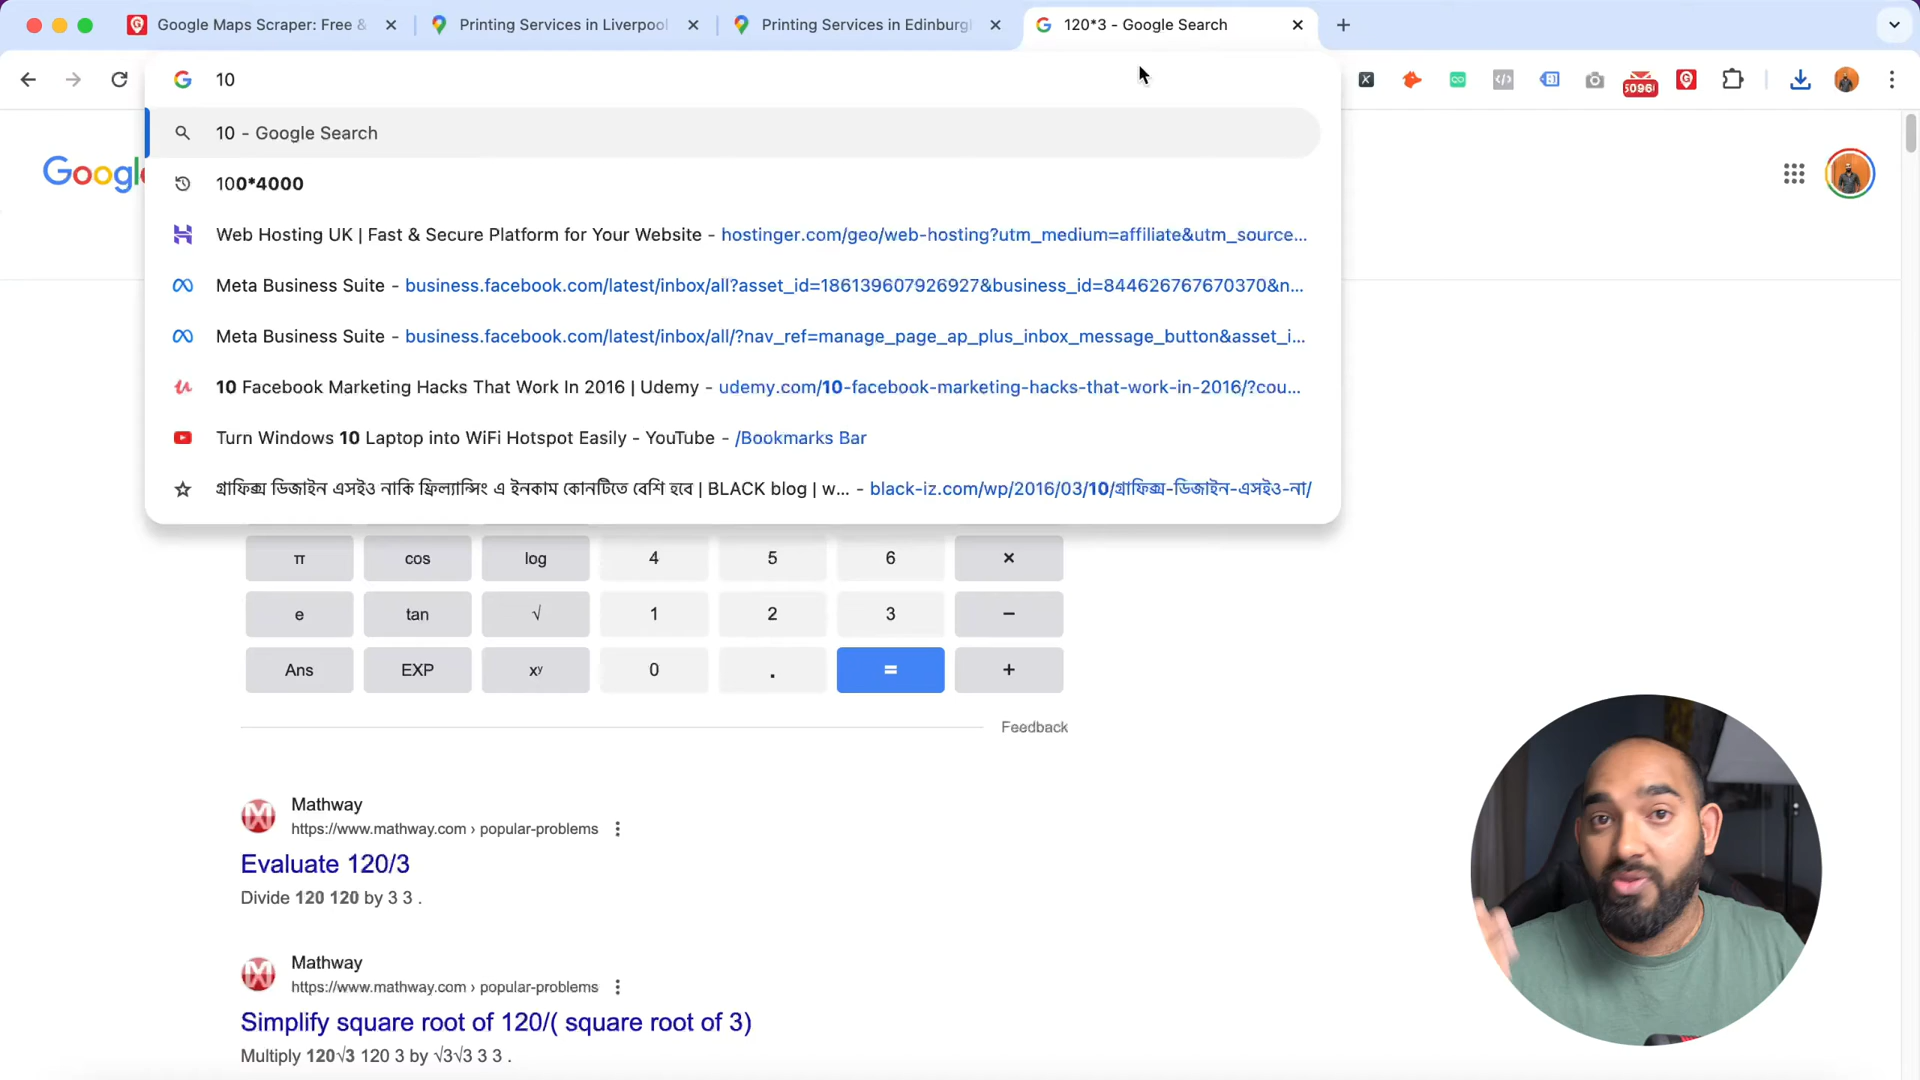 Google Maps Scraper: Free &
Printing Services in Liverpool
Printing Services in Edinburg
120*3 - Google Search
10
5096
10 - Google Search
100*4000
Web Hosting UK | Fast & Secure Platform for Your Website - hostinger.com/geo/web-hosting?utm_medium=affiliate&utm_source...
Meta Business Suite - business.facebook.com/latest/inbox/all?asset_id=186139607926927&business_id=844626767670370&n...
Meta Business Suite - business.facebook.com/latest/inbox/all/?nav_ref=manage_page_ap_plus_inbox_message_button&asset_i...
10 Facebook Marketing Hacks That Work In 2016 | Udemy - udemy.com/10-facebook-marketing-hacks-that-work-in-2016/?cou...
Turn Windows 10 Laptop into WiFi Hotspot Easily - YouTube - /Bookmarks Bar
গ্রাফিক্স ডিজাইন এসইও নাকি ফ্রিল্যান্সিং এ ইনকাম কোনটিতে বেশি হবে | BLACK blog | w... - black-iz.com/wp/2016/03/10/গ্রাফিক্স-ডিজাইন-এসইও-না/
Googl
π cos log 4 5 6 ×
e tan √ 1 2 3 −
Ans EXP xʸ 0 . = +
Feedback
Mathway
https://www.mathway.com › popular-problems
Evaluate 120/3
Divide 120 120 by 3 3 .
Mathway
https://www.mathway.com › popular-problems
Simplify square root of 120/( square root of 3)
Multiply 120√3 120 3 by √3√3 3 3 .